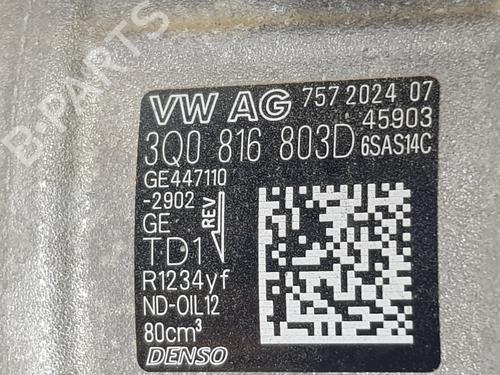 B-PARTS
VW AG 757 2024 07
45903
3Q0 816 803D 6SAS14C
GE447110
-2902
GE REV
TD1
R1234yf
ND-OIL12
80cm³
DENSO